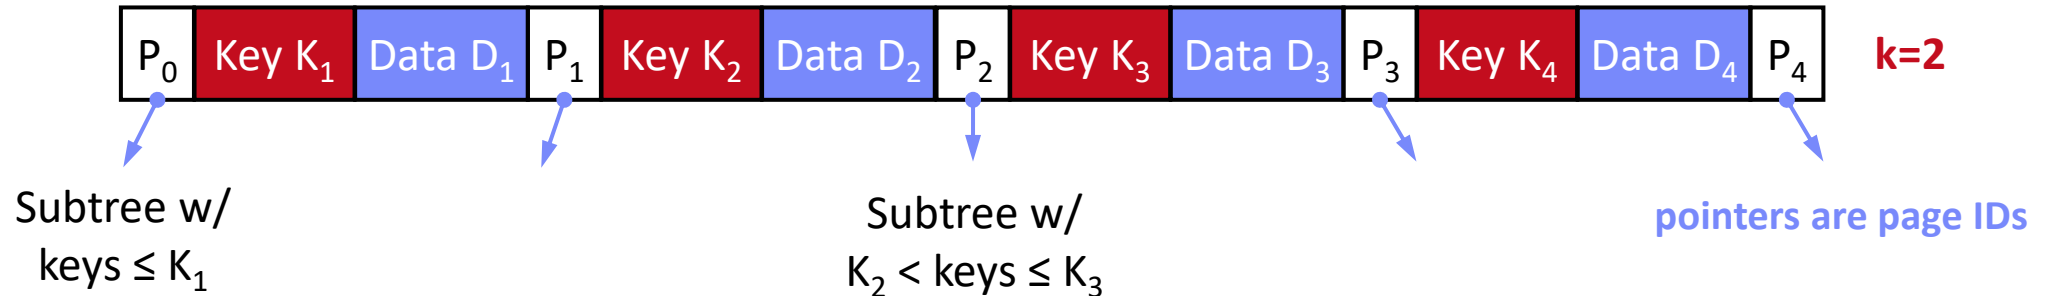 P₀ Key K₁ Data D₁ P₁ Key K₂ Data D₂ P₂ Key K₃ Data D₃ P₃ Key K₄ Data D₄ P₄ k=2
Subtree w/
keys ≤ K₁
Subtree w/
K₂ < keys ≤ K₃
pointers are page IDs